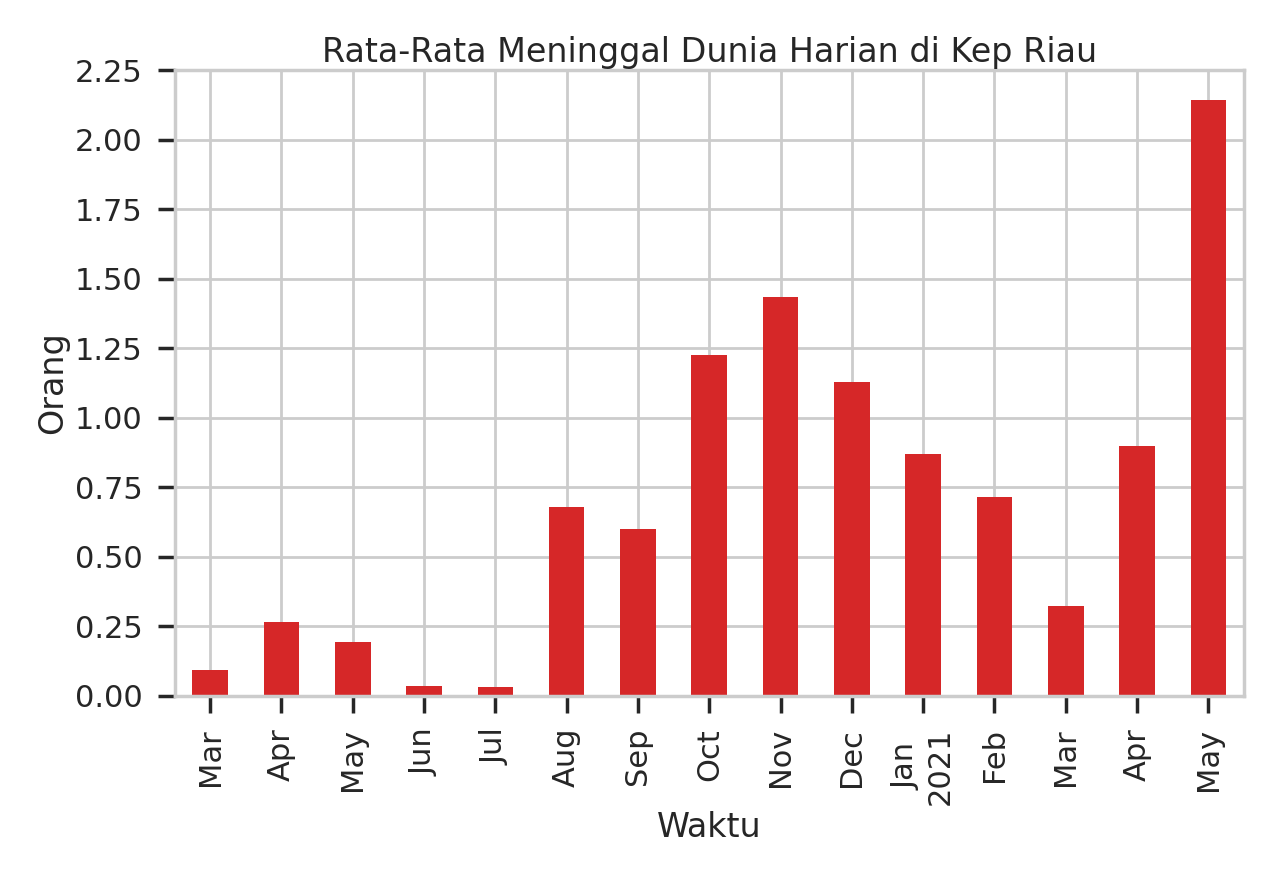 Rata-Rata Meninggal Dunia Harian di Kep Riau
2.25
2.00
1.75
1.50
1.25
1.00
0.75
0.50
0.25
0.00
Orang
Mar
Apr
May
Jun
Jul
Aug
Sep
Oct
Nov
Dec
Jan
2021
Feb
Mar
Apr
May
Waktu